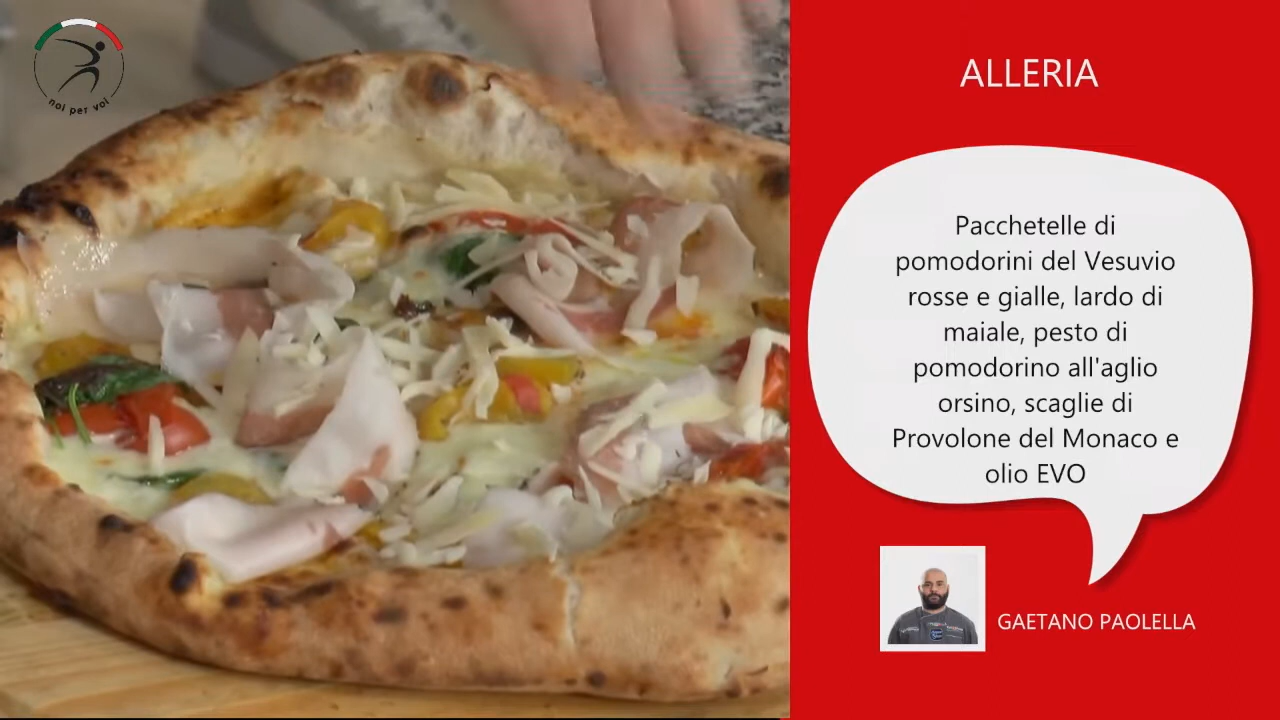 noi per voi
ALLERIA
Pacchetelle di
pomodorini del Vesuvio
rosse e gialle, lardo di
maiale, pesto di
pomodorino all'aglio
orsino, scaglie di
Provolone del Monaco e
olio EVO
GAETANO PAOLELLA